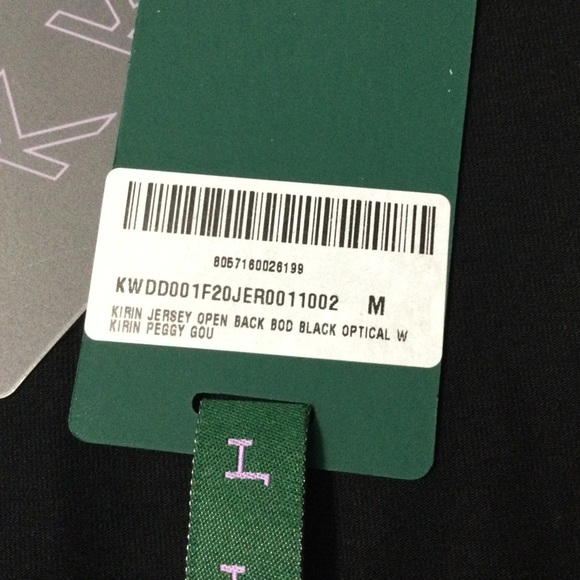 8057160026199
KWDD001F20JER0011002 M
KIRIN JERSEY OPEN BACK BOD BLACK OPTICAL W
KIRIN PEGGY GOU